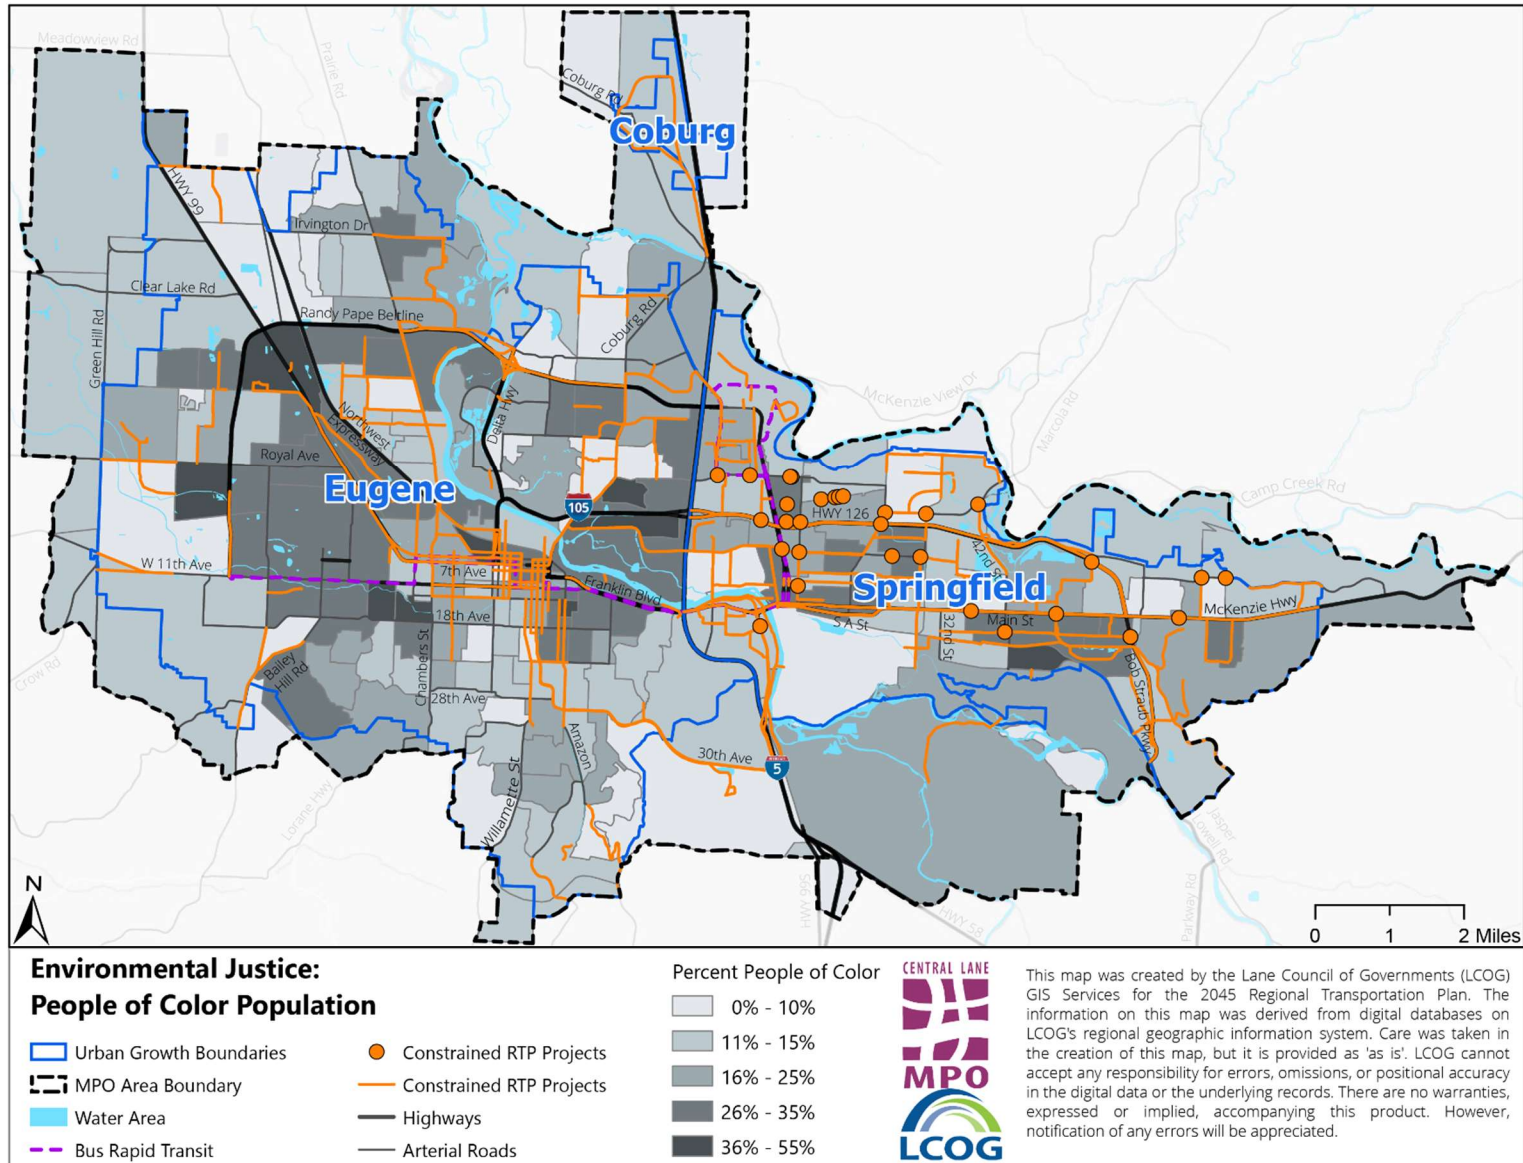 Meadowview Rd
Prairie Rd
Coburg Rd
Coburg
HWY 99
Irvington Dr
Clear Lake Rd
Randy Pape Beltline
Coburg Rd
Green Hill Rd
McKenzie View Dr
Marcola Rd
Delta Hwy
Northwest
Expressway
Royal Ave
Eugene
105
HWY 126
Camp Creek Rd
42nd St
W 11th Ave
7th Ave
Franklin Blvd
Springfield
McKenzie Hwy
18th Ave
S A St
32nd St
Main St
Crow Rd
Bailey
Hill Rd
Chambers St
28th Ave
Bob Straub Pkwy
Amazon
30th Ave
5
Willamette St
Lorane Hwy
Jasper
Lowell Rd
Parkway Rd
HWY 99S
HWY 58
N
0 1 2 Miles
Environmental Justice:
People of Color Population
Urban Growth Boundaries
MPO Area Boundary
Water Area
Bus Rapid Transit
Constrained RTP Projects
Constrained RTP Projects
Highways
Arterial Roads
Percent People of Color
0% - 10%
11% - 15%
16% - 25%
26% - 35%
36% - 55%
CENTRAL LANE
MPO
LCOG
This map was created by the Lane Council of Governments (LCOG)
GIS Services for the 2045 Regional Transportation Plan. The
information on this map was derived from digital databases on
LCOG's regional geographic information system. Care was taken in
the creation of this map, but it is provided as 'as is'. LCOG cannot
accept any responsibility for errors, omissions, or positional accuracy
in the digital data or the underlying records. There are no warranties,
expressed or implied, accompanying this product. However,
notification of any errors will be appreciated.